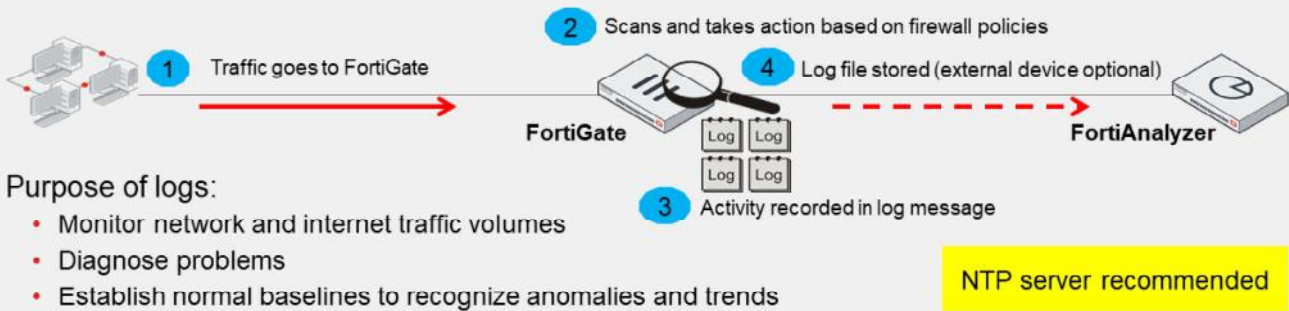 2 Scans and takes action based on firewall policies
1 Traffic goes to FortiGate
4 Log file stored (external device optional)
FortiGate
FortiAnalyzer
Log Log
Log Log
3 Activity recorded in log message
Purpose of logs:
• Monitor network and internet traffic volumes
• Diagnose problems
• Establish normal baselines to recognize anomalies and trends
NTP server recommended